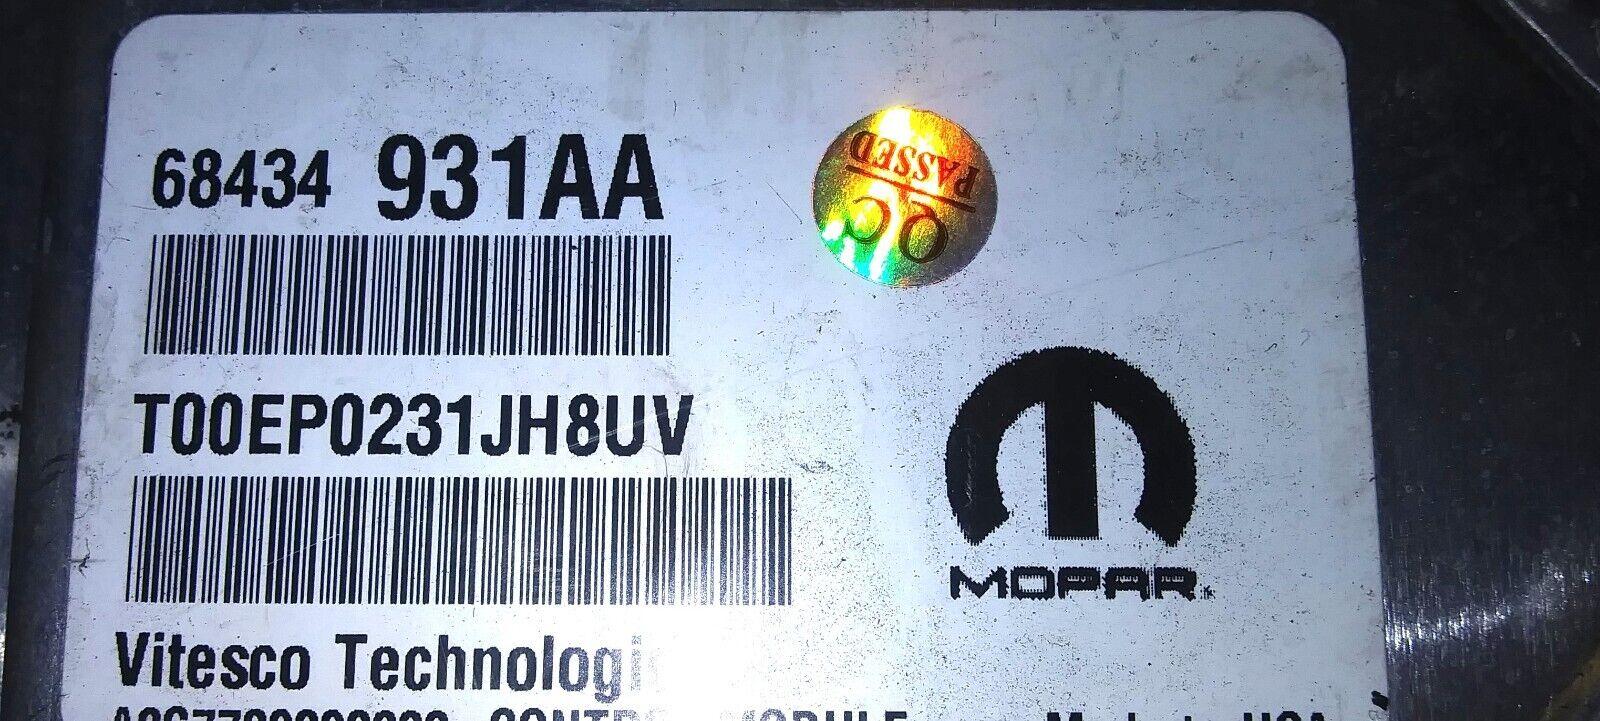 68434 931AA
QC
PASSED
T00EP0231JH8UV
MOPAR
Vitesco Technologi